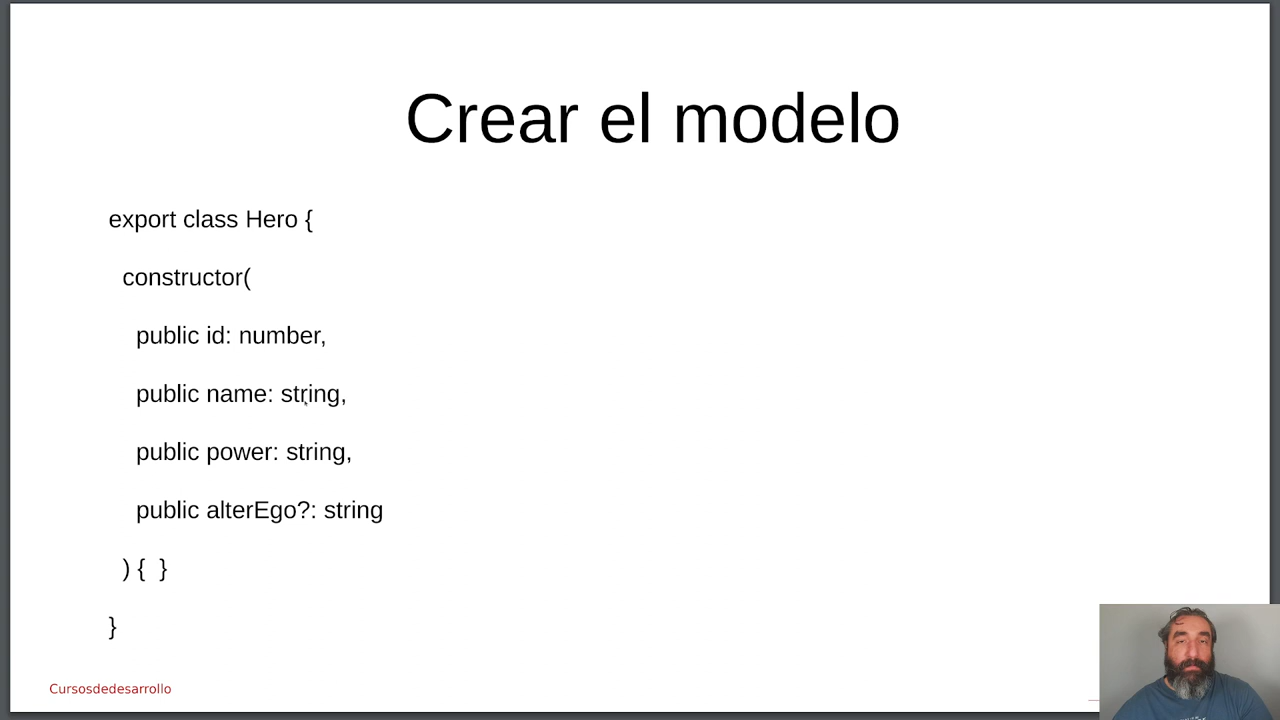 Crear el modelo
export class Hero {
constructor(
public id: number,
public name: string,
public power: string,
public alterEgo?: string
) { }
}
Cursosdedesarrollo